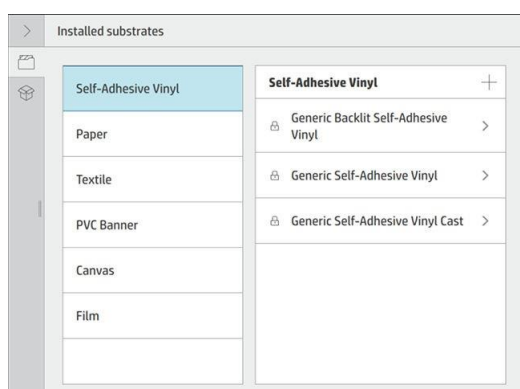 Installed substrates
Self-Adhesive Vinyl
Paper
Textile
PVC Banner
Canvas
Film
Self-Adhesive Vinyl
Generic Backlit Self-Adhesive
Vinyl
Generic Self-Adhesive Vinyl
Generic Self-Adhesive Vinyl Cast